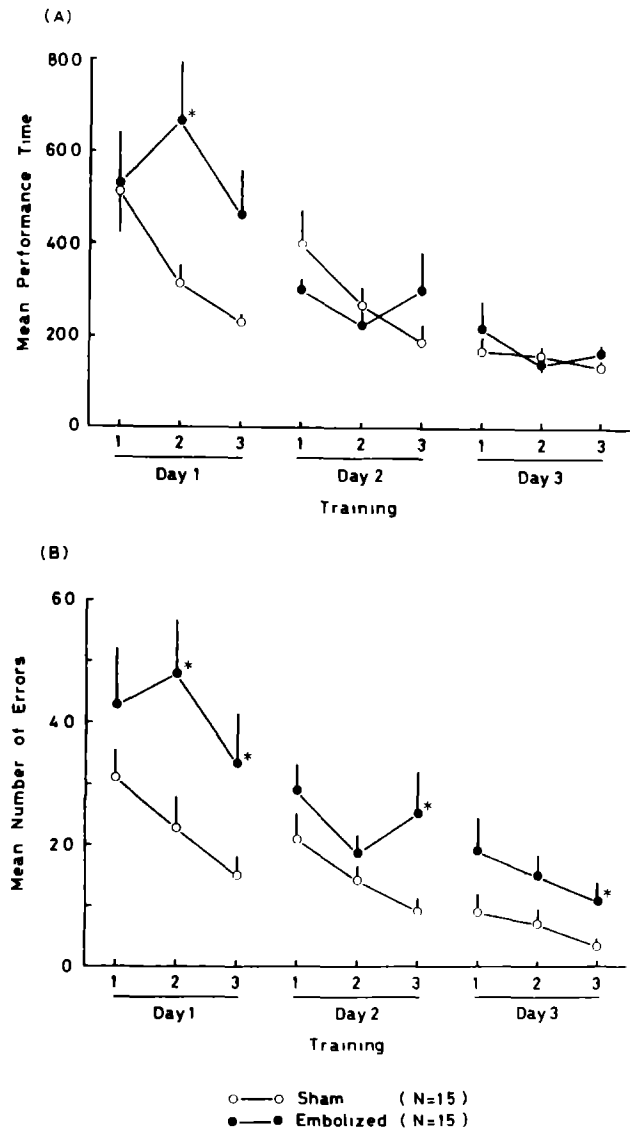 (A)
Mean Performance Time
800
600
400
200
0
*
1 2 3 1 2 3 1 2 3
Day 1 Day 2 Day 3
Training
(B)
Mean Number of Errors
60
40
20
0
* * * *
1 2 3 1 2 3 1 2 3
Day 1 Day 2 Day 3
Training
Sham (N=15)
Embolized (N=15)